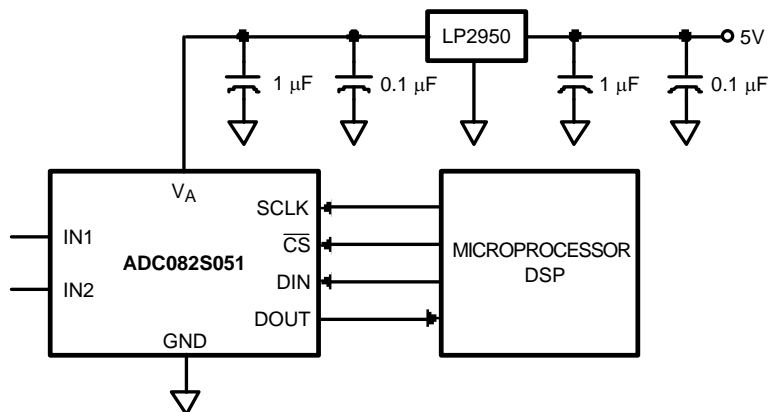 LP2950
5V
1 µF
0.1 µF
1 µF
0.1 µF
VA
SCLK
IN1
CS
MICROPROCESSOR
DSP
ADC082S051
IN2
DIN
DOUT
GND